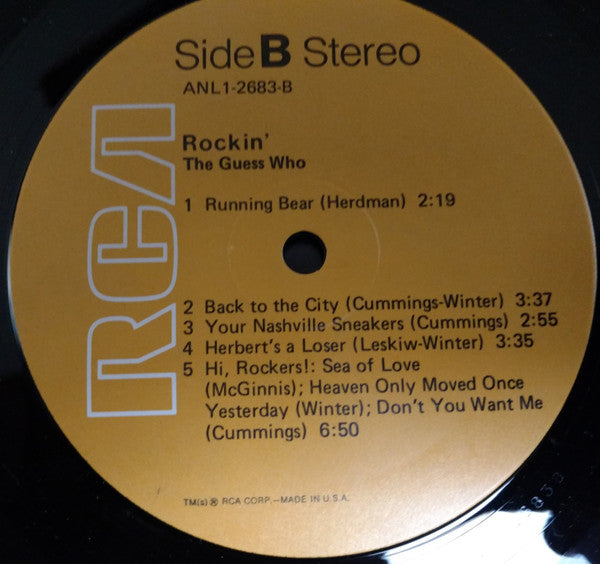 Side B Stereo
ANL1-2683-B
RCA
Rockin'
The Guess Who
1 Running Bear (Herdman) 2:19
2 Back to the City (Cummings-Winter) 3:37
3 Your Nashville Sneakers (Cummings) 2:55
4 Herbert's a Loser (Leskiw-Winter) 3:35
5 Hi, Rockers!: Sea of Love
(McGinnis); Heaven Only Moved Once
Yesterday (Winter); Don't You Want Me
(Cummings) 6:50
TM(s) ® RCA CORP.—MADE IN U.S.A.